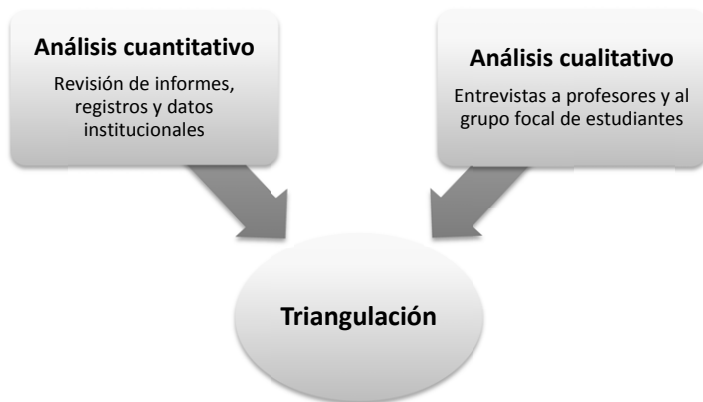 Análisis cuantitativo
Revisión de informes,
registros y datos
institucionales
Análisis cualitativo
Entrevistas a profesores y al
grupo focal de estudiantes
Triangulación